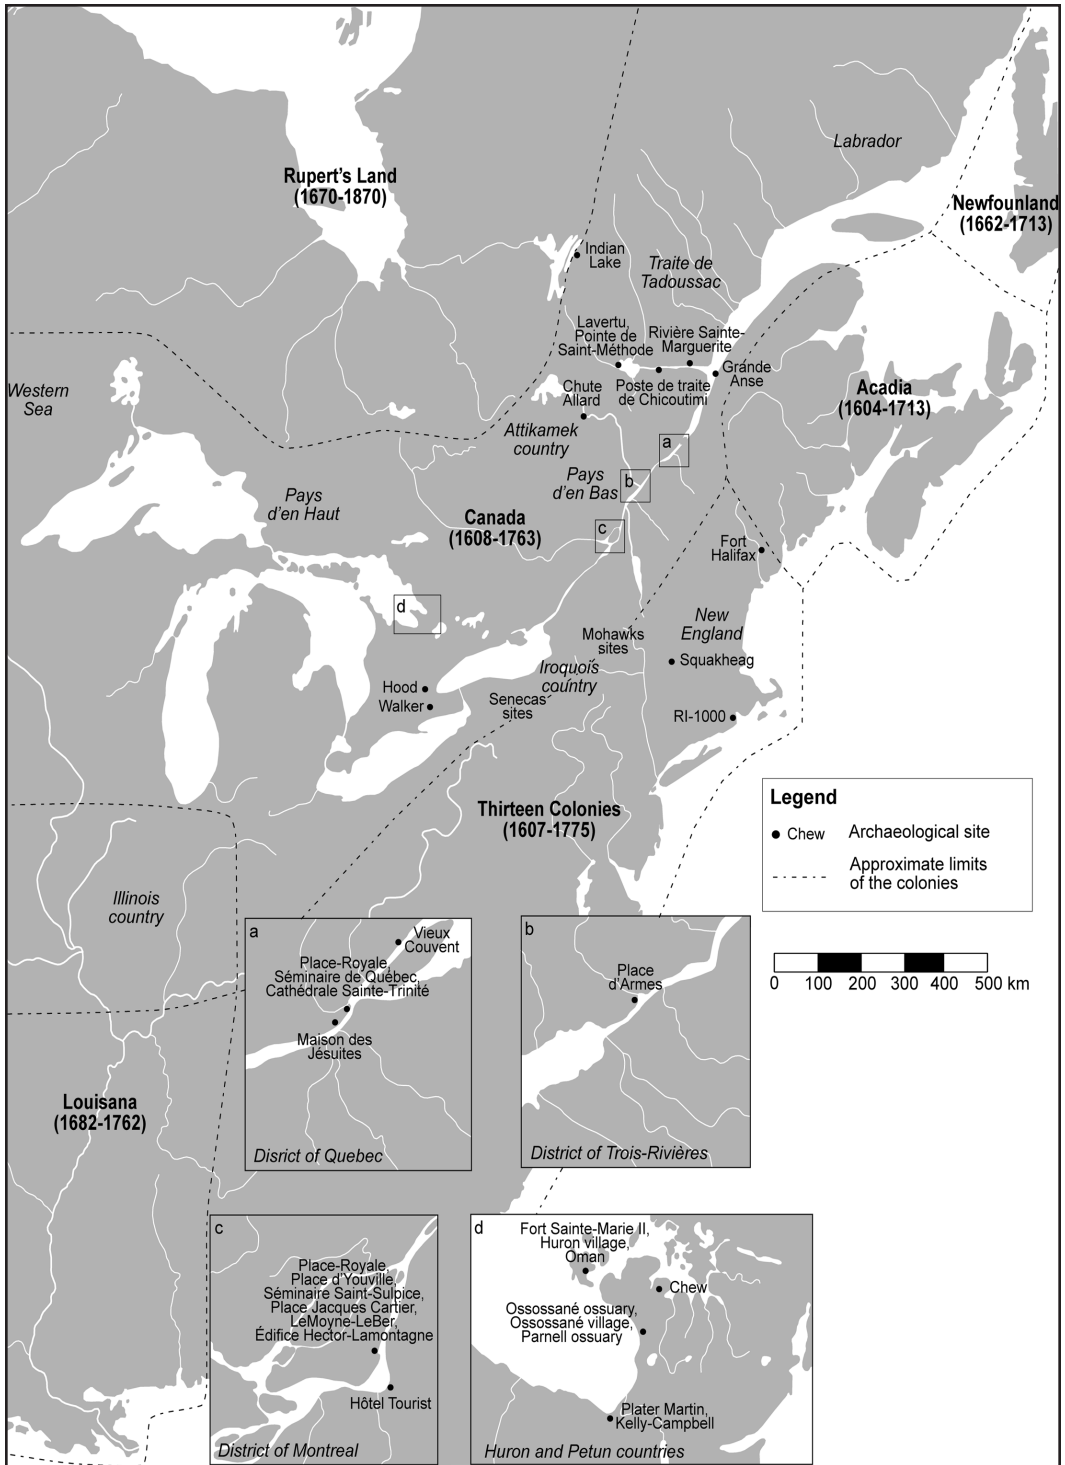 Labrador
Rupert's Land
(1670-1870)
Newfounland
(1662-1713)
Indian
Lake
Traite de
Tadoussac
Lavertu,
Pointe de
Saint-Méthode
Rivière Sainte-
Marguerite
Grande
Anse
Western
Sea
Chute
Allard
Poste de traite
de Chicoutimi
Acadia
(1604-1713)
Attikamek
country
a
Pays
d'en Bas
b
Pays
d'en Haut
Canada
(1608-1763)
c
Fort
Halifax
d
New
England
Mohawks
sites
Squakheag
Iroquois
country
Hood
Walker
Senecas
sites
RI-1000
Thirteen Colonies
(1607-1775)
Legend
Chew
Archaeological site
Approximate limits
of the colonies
Illinois
country
0 100 200 300 400 500 km
a
Vieux
Couvent
Place-Royale,
Séminaire de Québec,
Cathédrale Sainte-Trinité
Maison des
Jésuites
Disrict of Quebec
b
Place
d'Armes
District of Trois-Rivières
Louisana
(1682-1762)
c
Place-Royale,
Place d'Youville,
Séminaire Saint-Sulpice,
Place Jacques Cartier,
LeMoyne-LeBer,
Édifice Hector-Lamontagne
Hôtel Tourist
District of Montreal
d
Fort Sainte-Marie II,
Huron village,
Oman
Chew
Ossossané ossuary,
Ossossané village,
Parnell ossuary
Plater Martin,
Kelly-Campbell
Huron and Petun countries